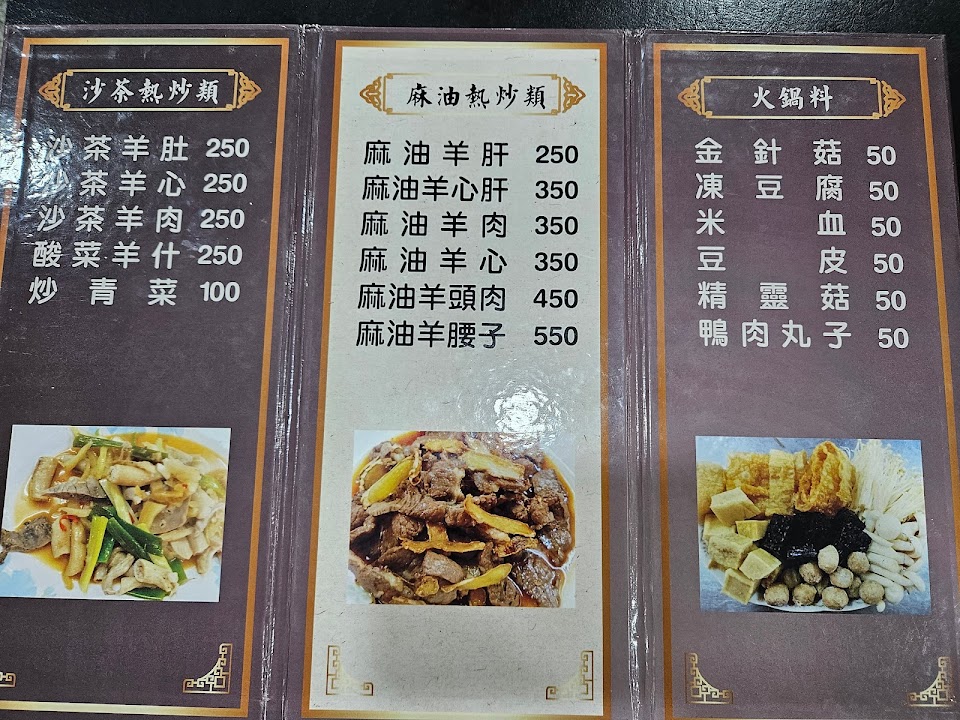 沙茶熱炒類
沙茶羊肚 250
沙茶羊心 250
沙茶羊肉 250
酸菜羊什 250
炒青菜 100
麻油熱炒類
麻油羊肝 250
麻油羊心肝 350
麻油羊肉 350
麻油羊心 350
麻油羊頭肉 450
麻油羊腰子 550
火鍋料
金針菇 50
凍豆腐 50
米血 50
豆皮 50
精靈菇 50
鴨肉丸子 50